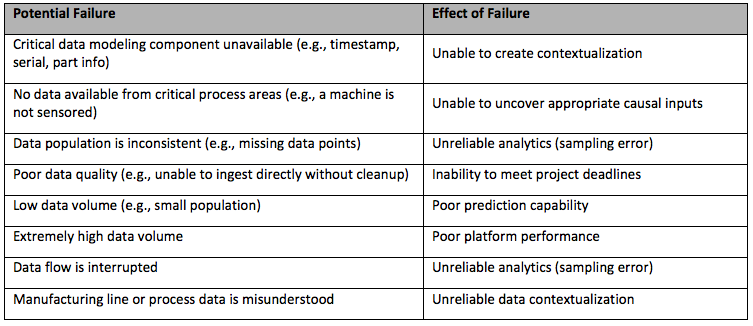 Potential Failure
Effect of Failure
Critical data modeling component unavailable (e.g., timestamp,
serial, part info)
Unable to create contextualization
No data available from critical process areas (e.g., a machine is
not sensored)
Unable to uncover appropriate causal inputs
Data population is inconsistent (e.g., missing data points)
Unreliable analytics (sampling error)
Poor data quality (e.g., unable to ingest directly without cleanup)
Inability to meet project deadlines
Low data volume (e.g., small population)
Poor prediction capability
Extremely high data volume
Poor platform performance
Data flow is interrupted
Unreliable analytics (sampling error)
Manufacturing line or process data is misunderstood
Unreliable data contextualization